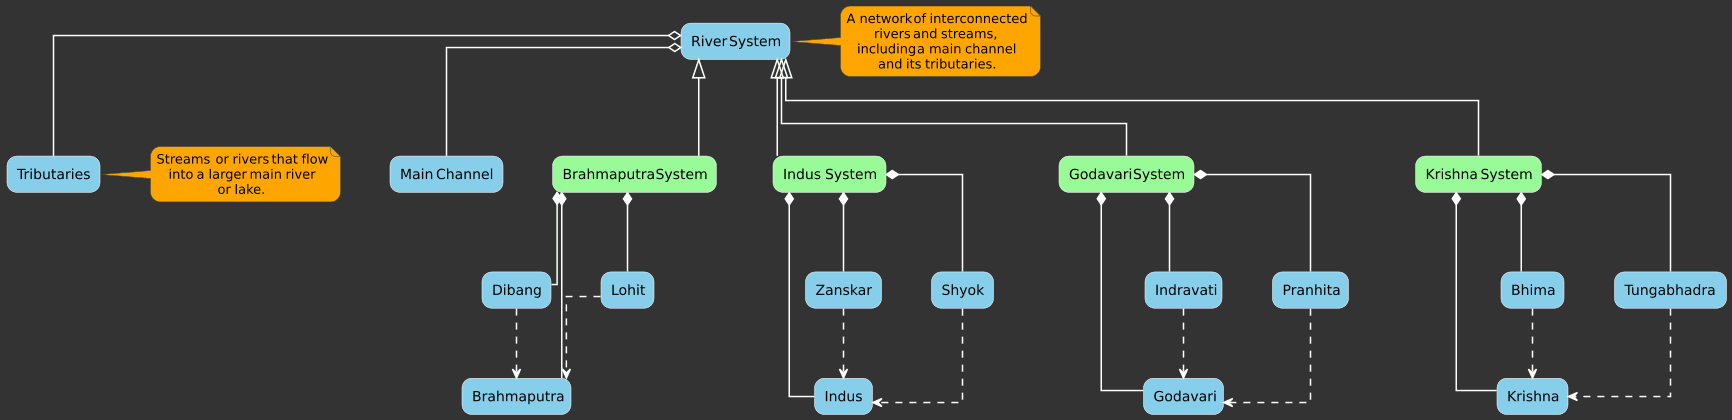 River System
A network of interconnected
rivers and streams,
including a main channel
and its tributaries.
Tributaries
Streams or rivers that flow
into a larger main river
or lake.
Main Channel
Brahmaputra System
Indus System
Godavari System
Krishna System
Dibang
Lohit
Zanskar
Shyok
Indravati
Pranhita
Bhima
Tungabhadra
Brahmaputra
Indus
Godavari
Krishna